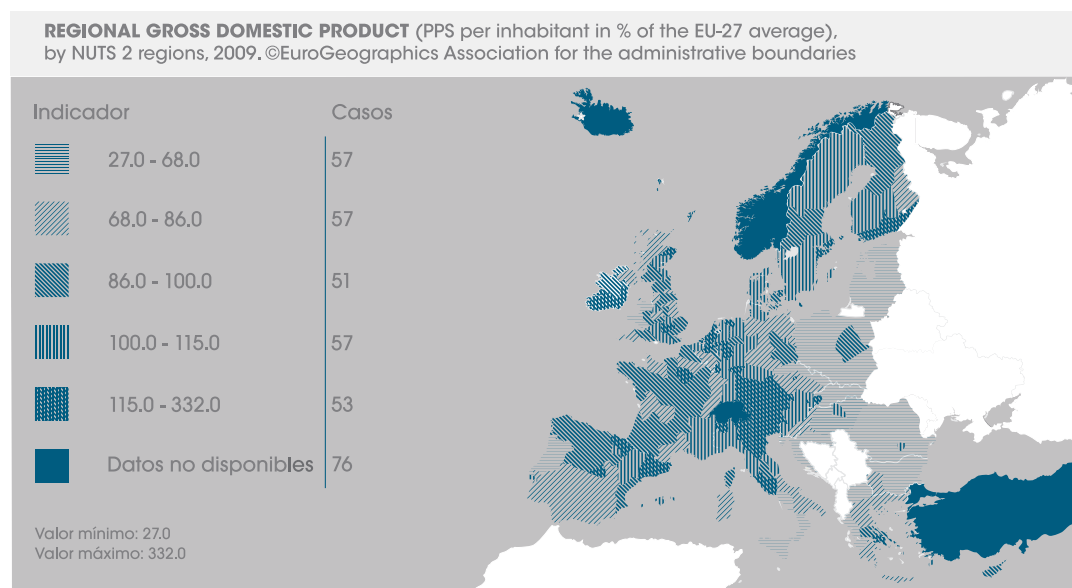 REGIONAL GROSS DOMESTIC PRODUCT (PPS per inhabitant in % of the EU-27 average),
by NUTS 2 regions, 2009. ©EuroGeographics Association for the administrative boundaries
Indicador Casos
27.0 - 68.0 57
68.0 - 86.0 57
86.0 - 100.0 51
100.0 - 115.0 57
115.0 - 332.0 53
Datos no disponibles 76
Valor mínimo: 27.0
Valor máximo: 332.0